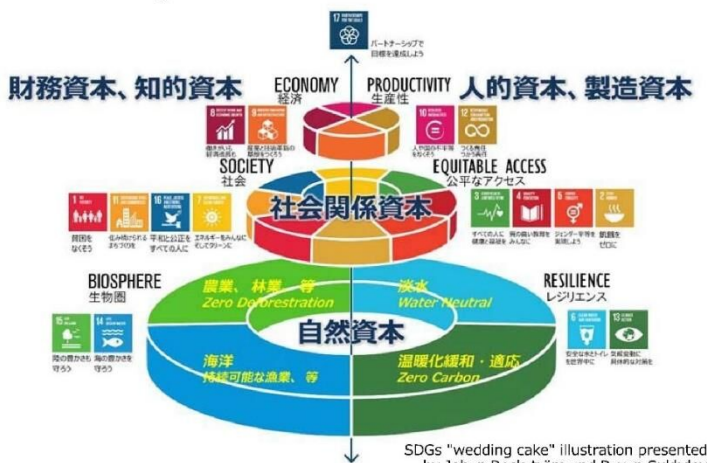 17
パートナーシップで
目標を達成しよう
財務資本、知的資本
ECONOMY
経済
PRODUCTIVITY
生産性
人的資本、製造資本
8
9
働きがいも
経済成長も
産業と技術革新の
基盤をつくろう
10
12
人や国の不平等
をなくそう
つくる責任
つかう責任
SOCIETY
社会
EQUITABLE ACCESS
公平なアクセス
社会関係資本
1
11
16
7
貧困を
なくそう
住み続けられる
まちづくりを
平和と公正を
すべての人に
エネルギーをみんなに
そしてクリーンに
3
4
5
2
すべての人に
健康と福祉を
質の高い教育を
みんなに
ジェンダー平等を
実現しよう
飢餓を
ゼロに
BIOSPHERE
生物圏
RESILIENCE
レジリエンス
農業、林業、等
Zero Deforestration
淡水
Water Neutral
自然資本
15
14
陸の豊かさも
守ろう
海の豊かさを
守ろう
6
13
安全な水とトイレ
を世界中に
気候変動に
具体的な対策を
海洋
持続可能な漁業、等
温暖化緩和・適応
Zero Carbon
SDGs "wedding cake" illustration presented